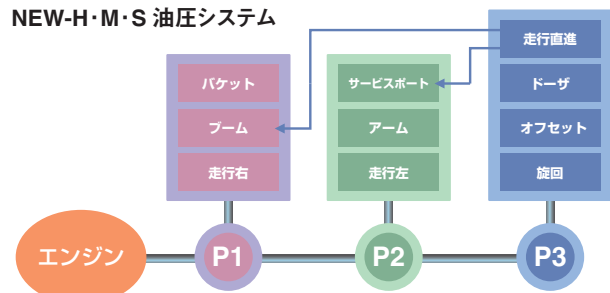 NEW-H・M・S 油圧システム
バケット
ブーム
走行右
サービスポート
アーム
走行左
走行直進
ドーザ
オフセット
旋回
エンジン
P1
P2
P3